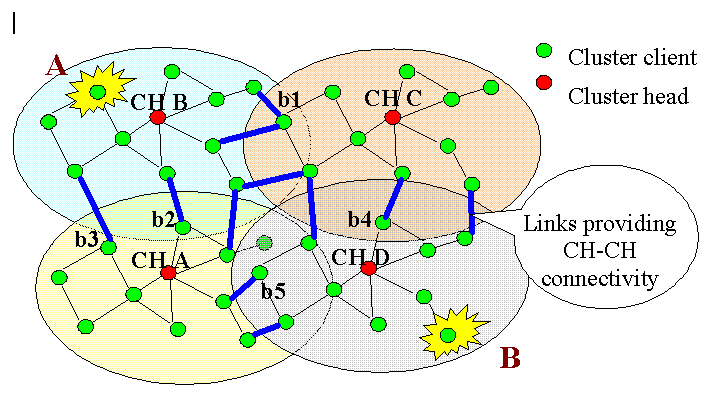 A
CH B
b1
CH C
Cluster client
Cluster head
b2
b3
CH A
b4
CH D
b5
Links providing
CH-CH
connectivity
B